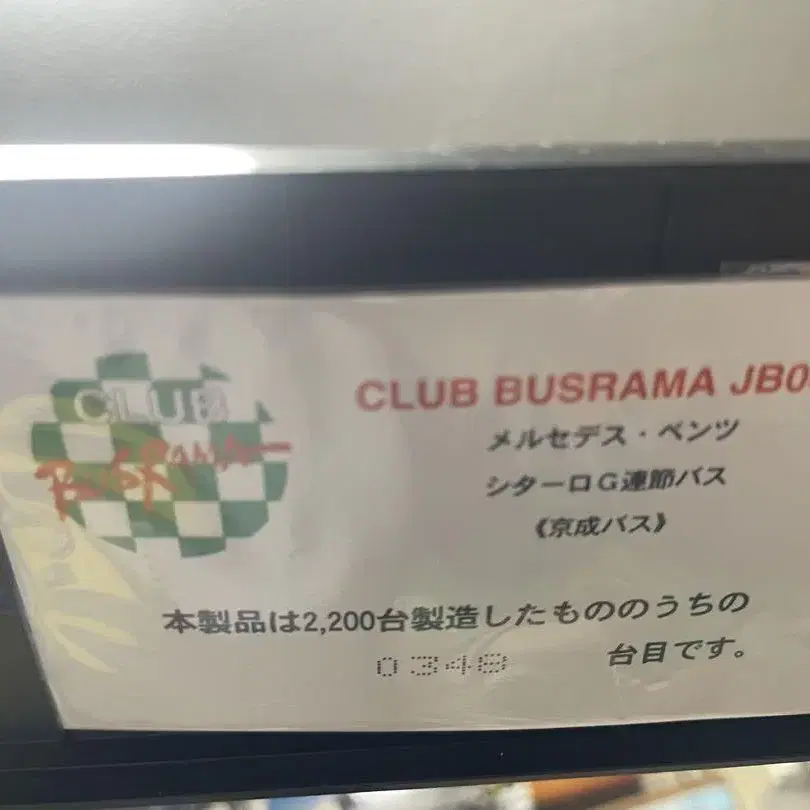 CLUB
BUSRAMA
CLUB BUSRAMA JB0
メルセデス・ベンツ
シターロG連節バス
《京成バス》
本製品は2,200台製造したもののうちの
0348 台目です。